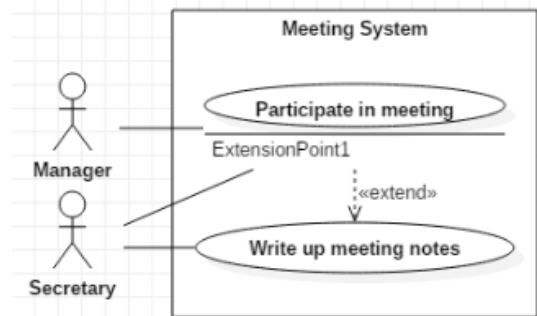 Meeting System
Participate in meeting
Manager
ExtensionPoint1
«extend»
Write up meeting notes
Secretary